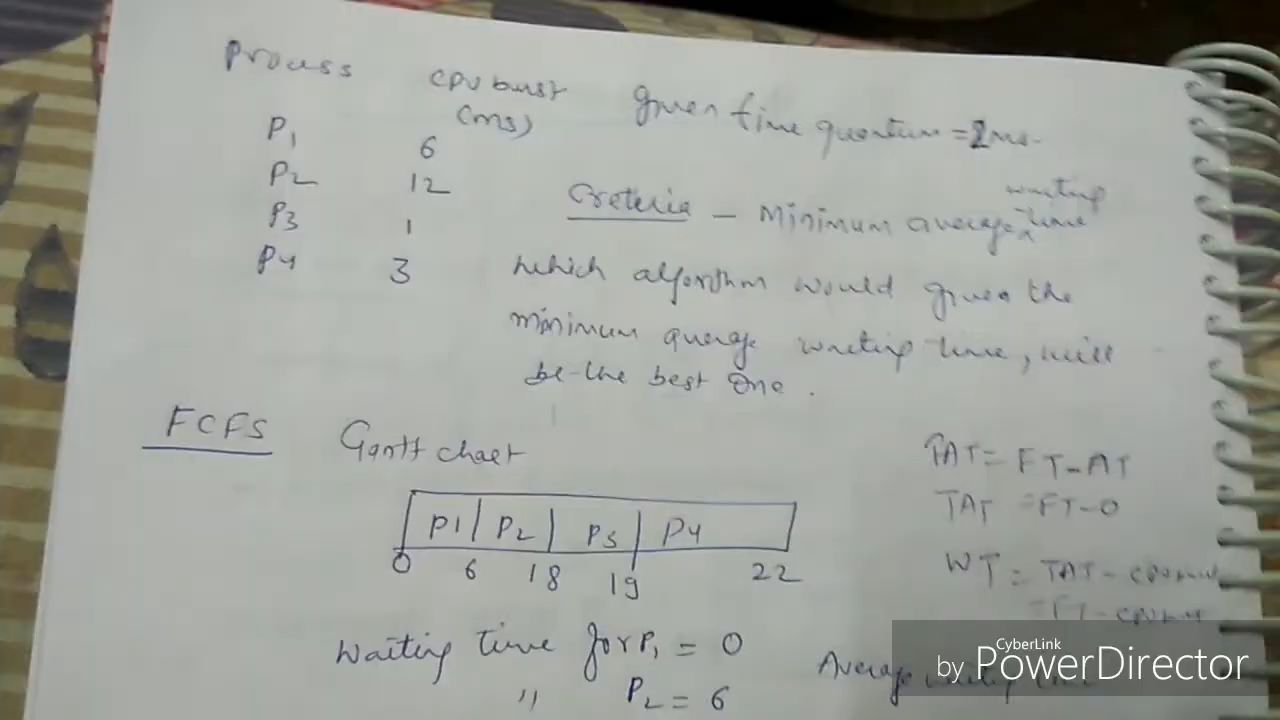 Process CPU burst (ms) Given time quantum = 2ms.
P1 6
P2 12
P3 1
P4 3
Creteria - Minimum average waiting time
which algorithm would given the
minimum average waiting time, will
be the best one.
FCFS Gantt chart
P1 P2 P3 P4
0 6 18 19 22
TAT = FT - AT
TAT = FT - 0
WT = TAT - CPU
Waiting time for P1 = 0
" P2 = 6
Average waiting
CyberLink
by PowerDirector